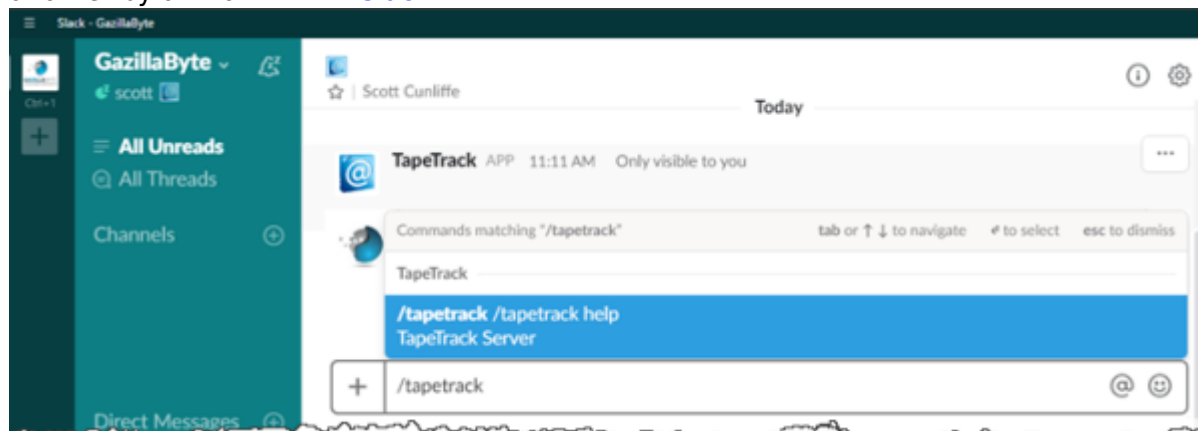 Slack - GazillaByte
GazillaByte
scott
Ctrl+1
All Unreads
All Threads
Channels
Direct Messages
Scott Cunliffe
Today
TapeTrack APP 11:11 AM Only visible to you
Commands matching "/tapetrack" tab or ↑ ↓ to navigate to select esc to dismiss
TapeTrack
/tapetrack /tapetrack help
TapeTrack Server
/tapetrack